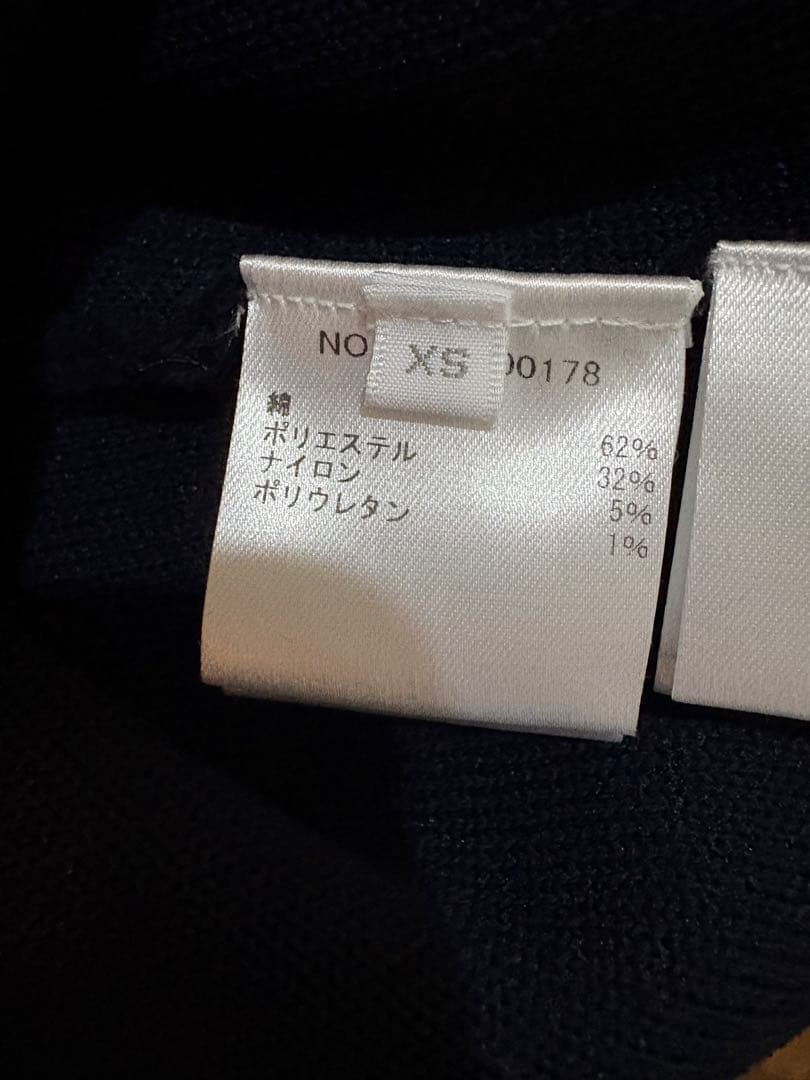 NO
XS
00178
綿 62%
ポリエステル 32%
ナイロン 5%
ポリウレタン 1%